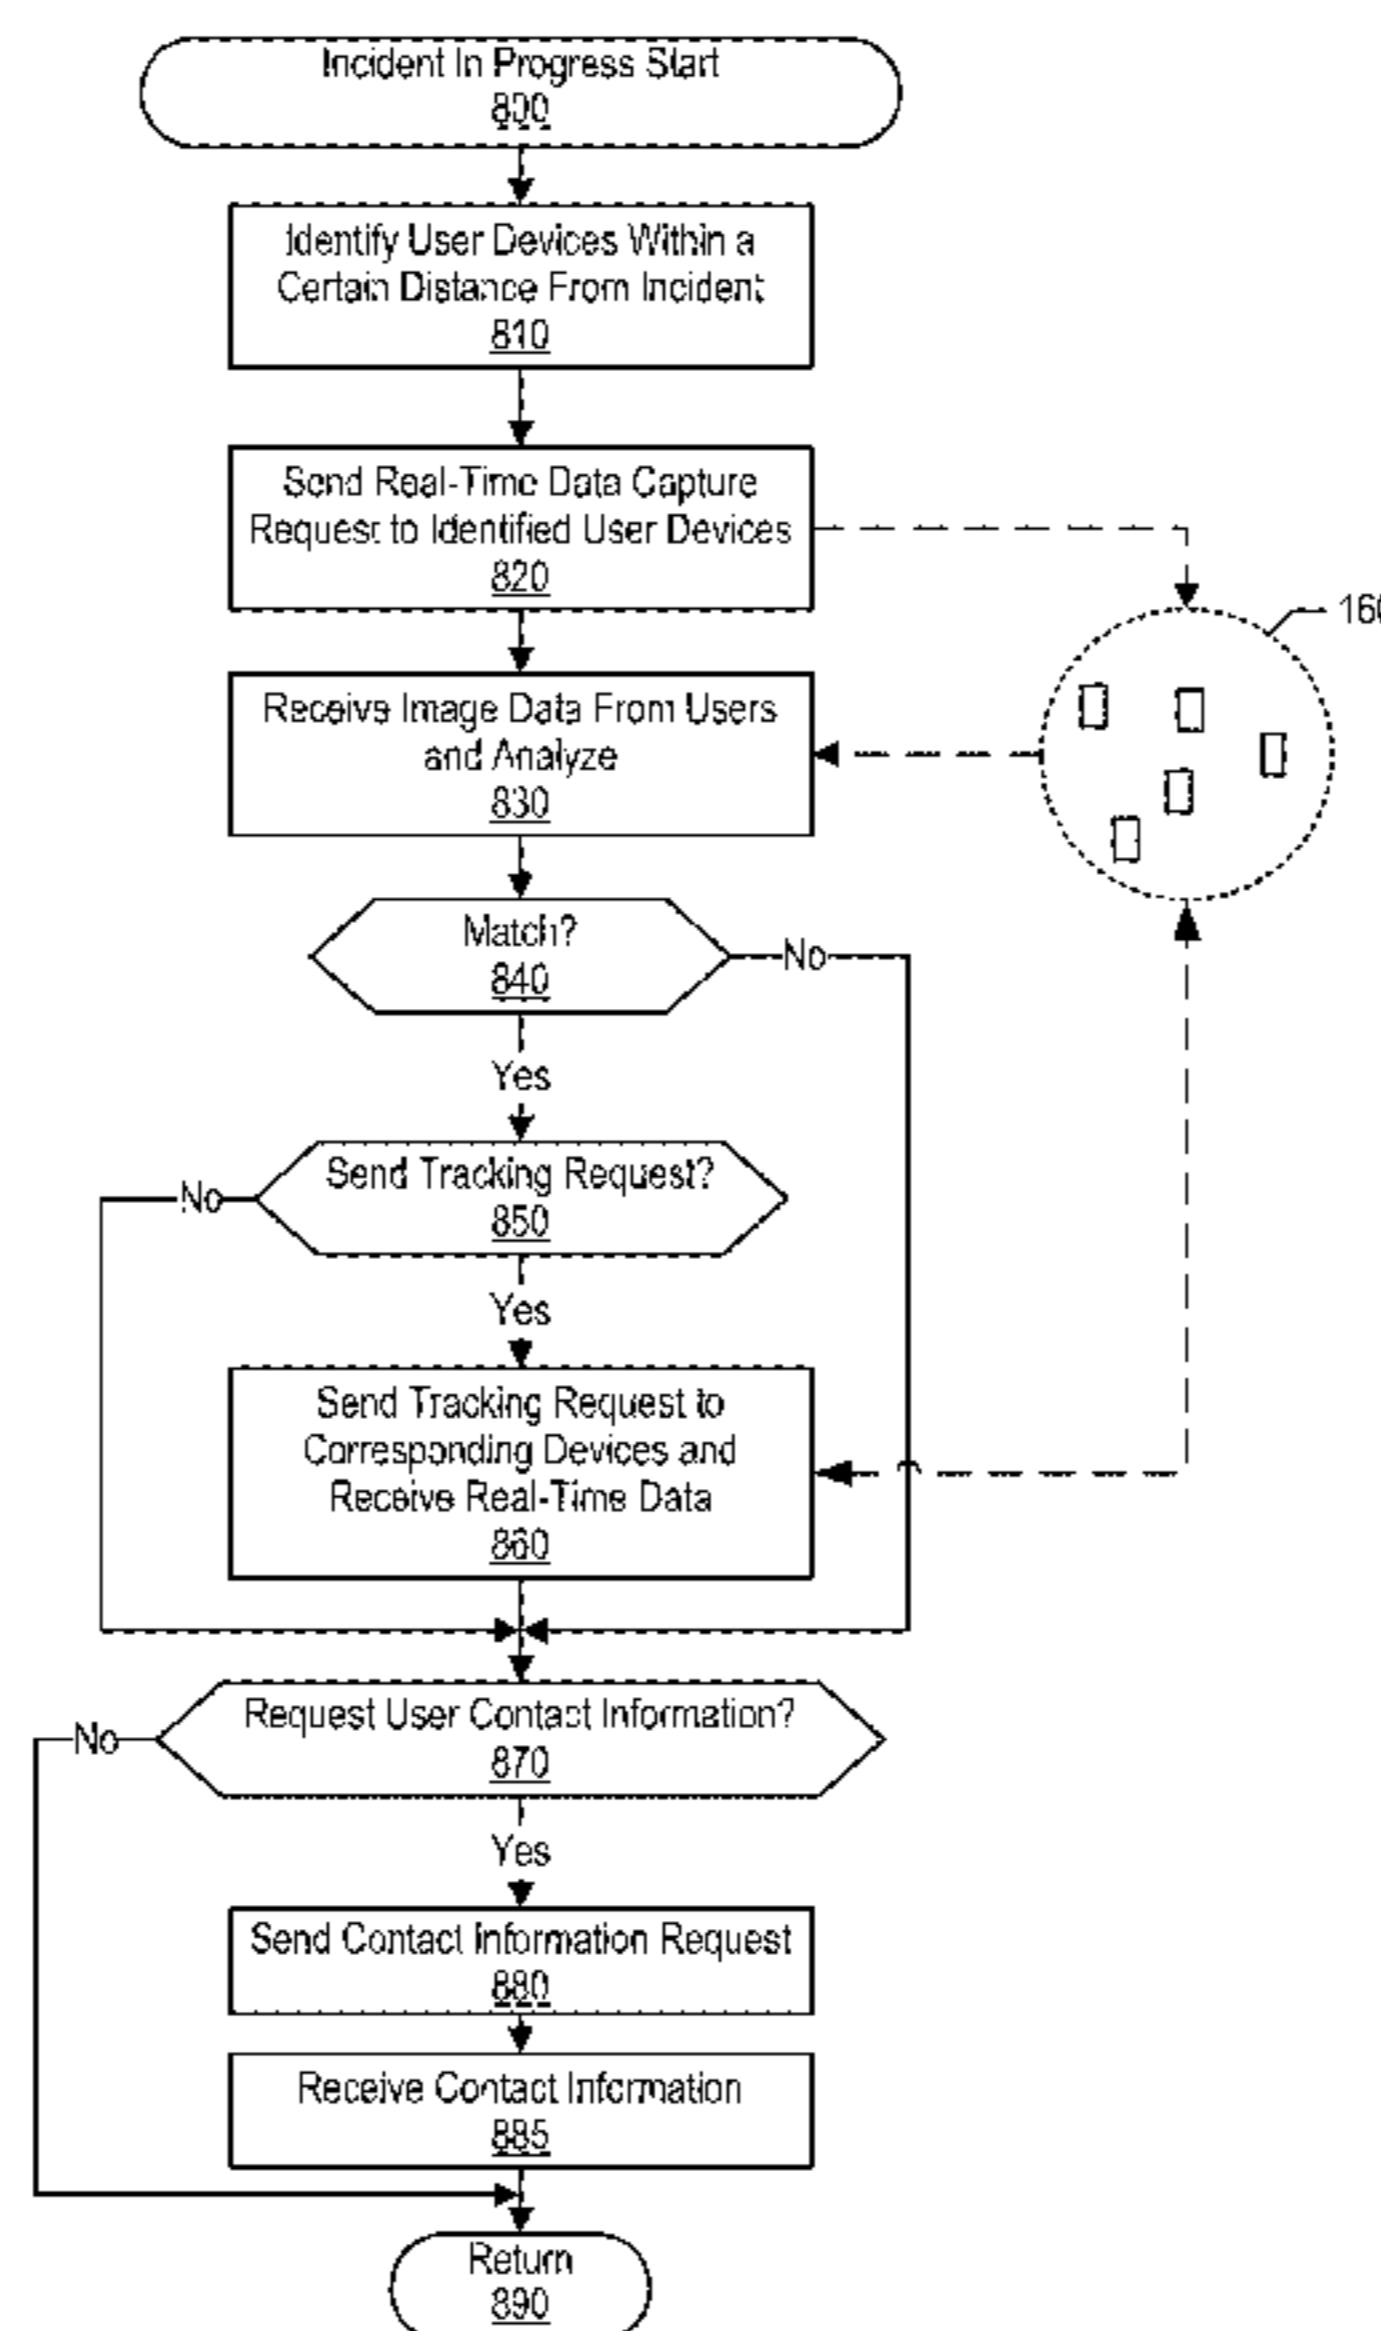 Incident In Progress Start
800
Identify User Devices Within a
Certain Distance From Incident
810
Send Real-Time Data Capture
Request to Identified User Devices
820
160
Receive Image Data From Users
and Analyze
830
Match?
840
No
Yes
Send Tracking Request?
850
No
Yes
Send Tracking Request to
Corresponding Devices and
Receive Real-Time Data
860
Request User Contact Information?
870
No
Yes
Send Contact Information Request
880
Receive Contact Information
885
Return
890